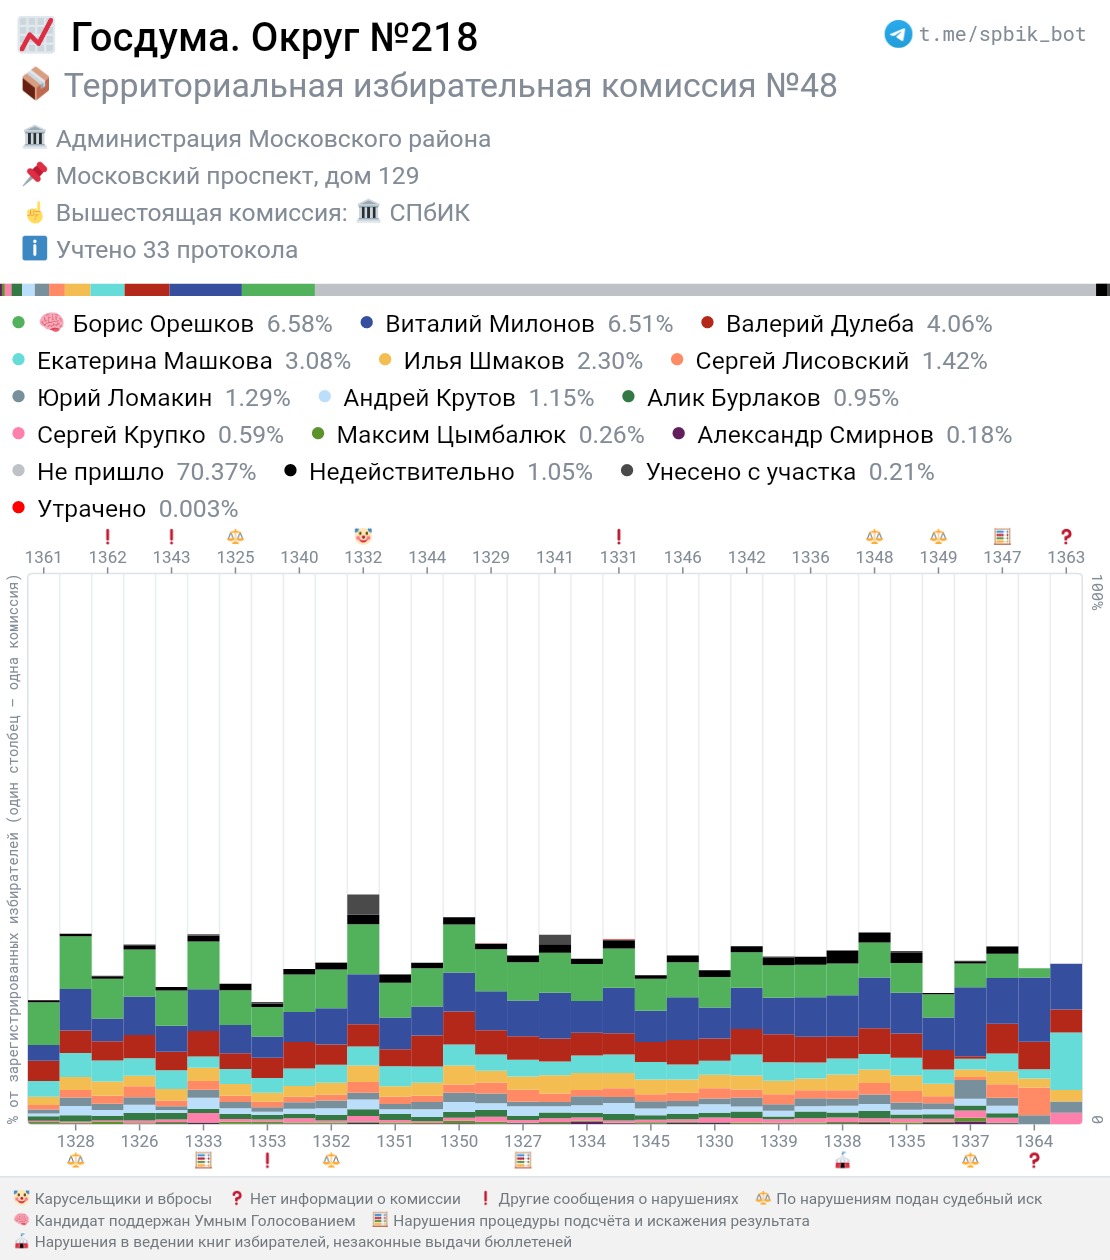 Госдума. Округ №218
t.me/spbik_bot
Территориальная избирательная комиссия №48
Администрация Московского района
Московский проспект, дом 129
Вышестоящая комиссия: СПбИК
Учтено 33 протокола
Борис Орешков 6.58% Виталий Милонов 6.51% Валерий Дулеба 4.06%
Екатерина Машкова 3.08% Илья Шмаков 2.30% Сергей Лисовский 1.42%
Юрий Ломакин 1.29% Андрей Крутов 1.15% Алик Бурлаков 0.95%
Сергей Крупко 0.59% Максим Цымбалюк 0.26% Александр Смирнов 0.18%
Не пришло 70.37% Недействительно 1.05% Унесено с участка 0.21%
Утрачено 0.003%
1361 1362 1343 1325 1340 1332 1344 1329 1341 1331 1346 1342 1336 1348 1349 1347 1363
% от зарегистрированных избирателей (один столбец – одна комиссия)
100%
0
1328 1326 1333 1353 1352 1351 1350 1327 1334 1345 1330 1339 1338 1335 1337 1364
Карусельщики и вбросы Нет информации о комиссии Другие сообщения о нарушениях По нарушениям подан судебный иск
Кандидат поддержан Умным Голосованием Нарушения процедуры подсчёта и искажения результата
Нарушения в ведении книг избирателей, незаконные выдачи бюллетеней